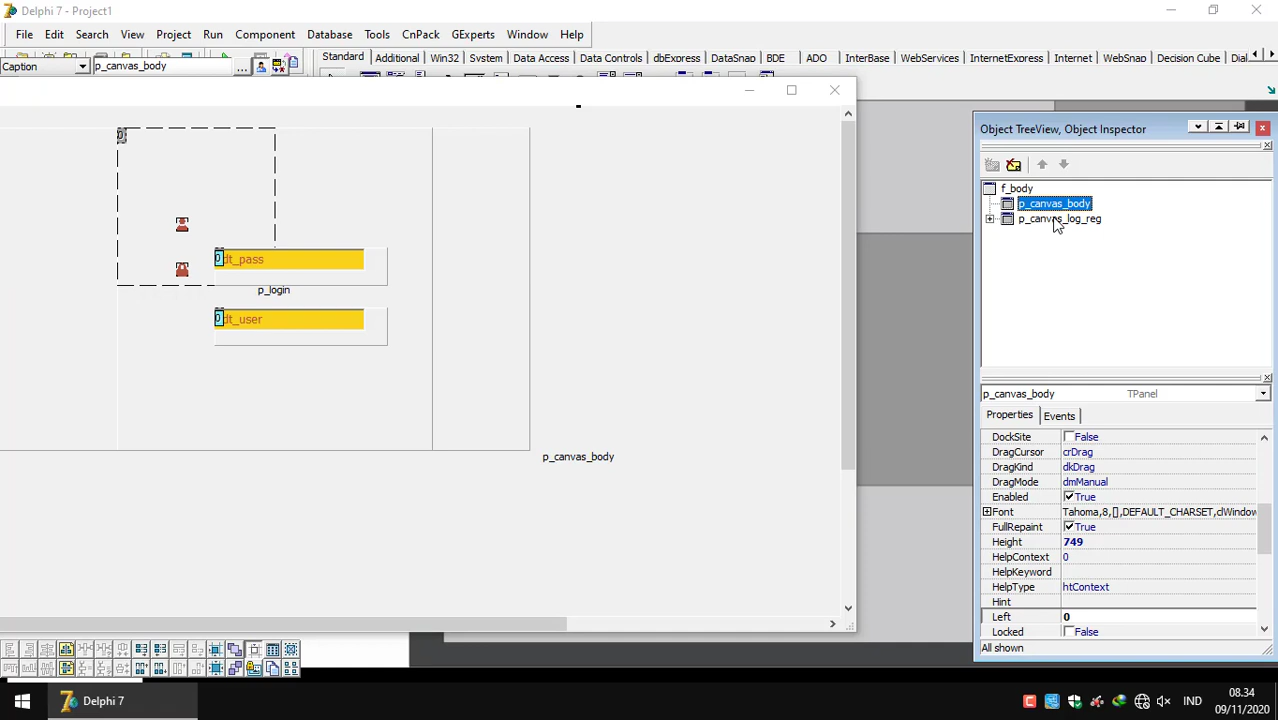 Delphi 7 - Project1
File Edit Search View Project Run Component Database Tools CnPack GExperts Window Help
Standard Additional Win32 System Data Access Data Controls dbExpress DataSnap BDE ADO InterBase WebServices InternetExpress Internet WebSnap Decision Cube
Caption p_canvas_body ...
Object TreeView, Object Inspector
f_body
p_canvas_body
p_canvas_log_reg
dt_pass
p_login
dt_user
p_canvas_body
p_canvas_body TPanel
Properties Events
DockSite False
DragCursor crDrag
DragKind dkDrag
DragMode dmManual
Enabled True
Font Tahoma,8,[],DEFAULT_CHARSET,clWindow
FullRepaint True
Height 749
HelpContext 0
HelpKeyword
HelpType htContext
Hint
Left 0
Locked False
All shown
Delphi 7
IND
08.34
09/11/2020